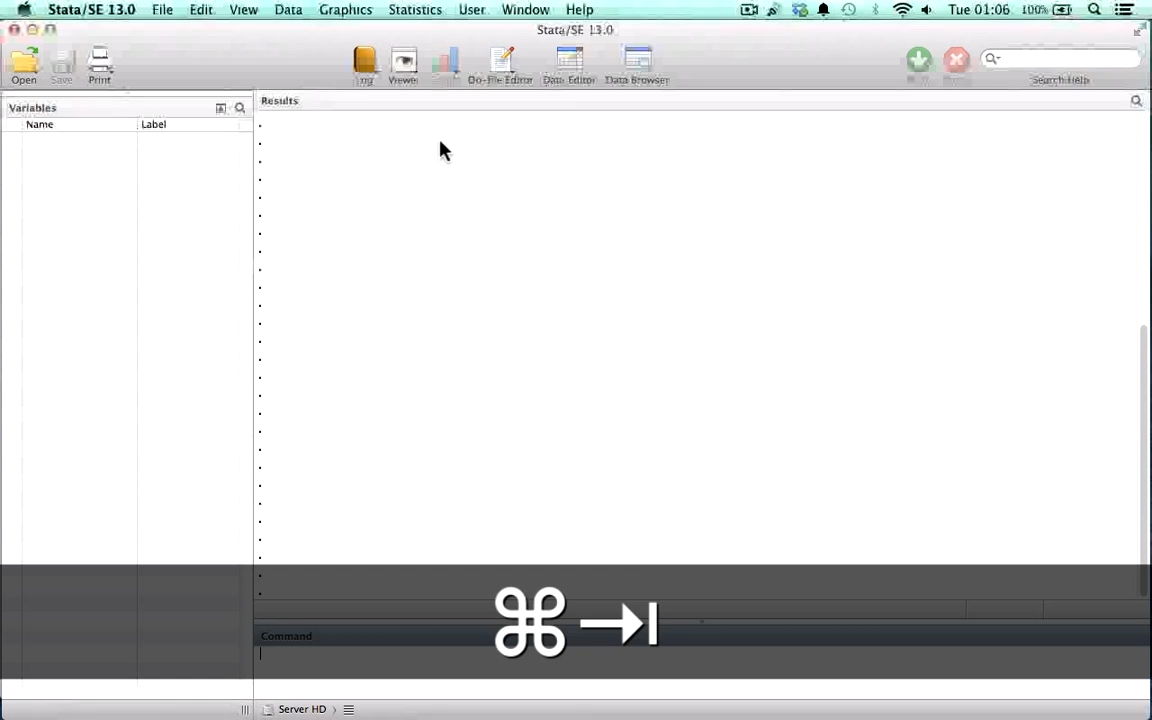 Stata/SE 13.0 File Edit View Data Graphics Statistics User Window Help Tue 01:06 100%
Stata/SE 13.0
Open Save Print Log Viewer Do-file Editor Data Editor Data Browser Search Help
Variables
Name Label
Results
Command
Server HD